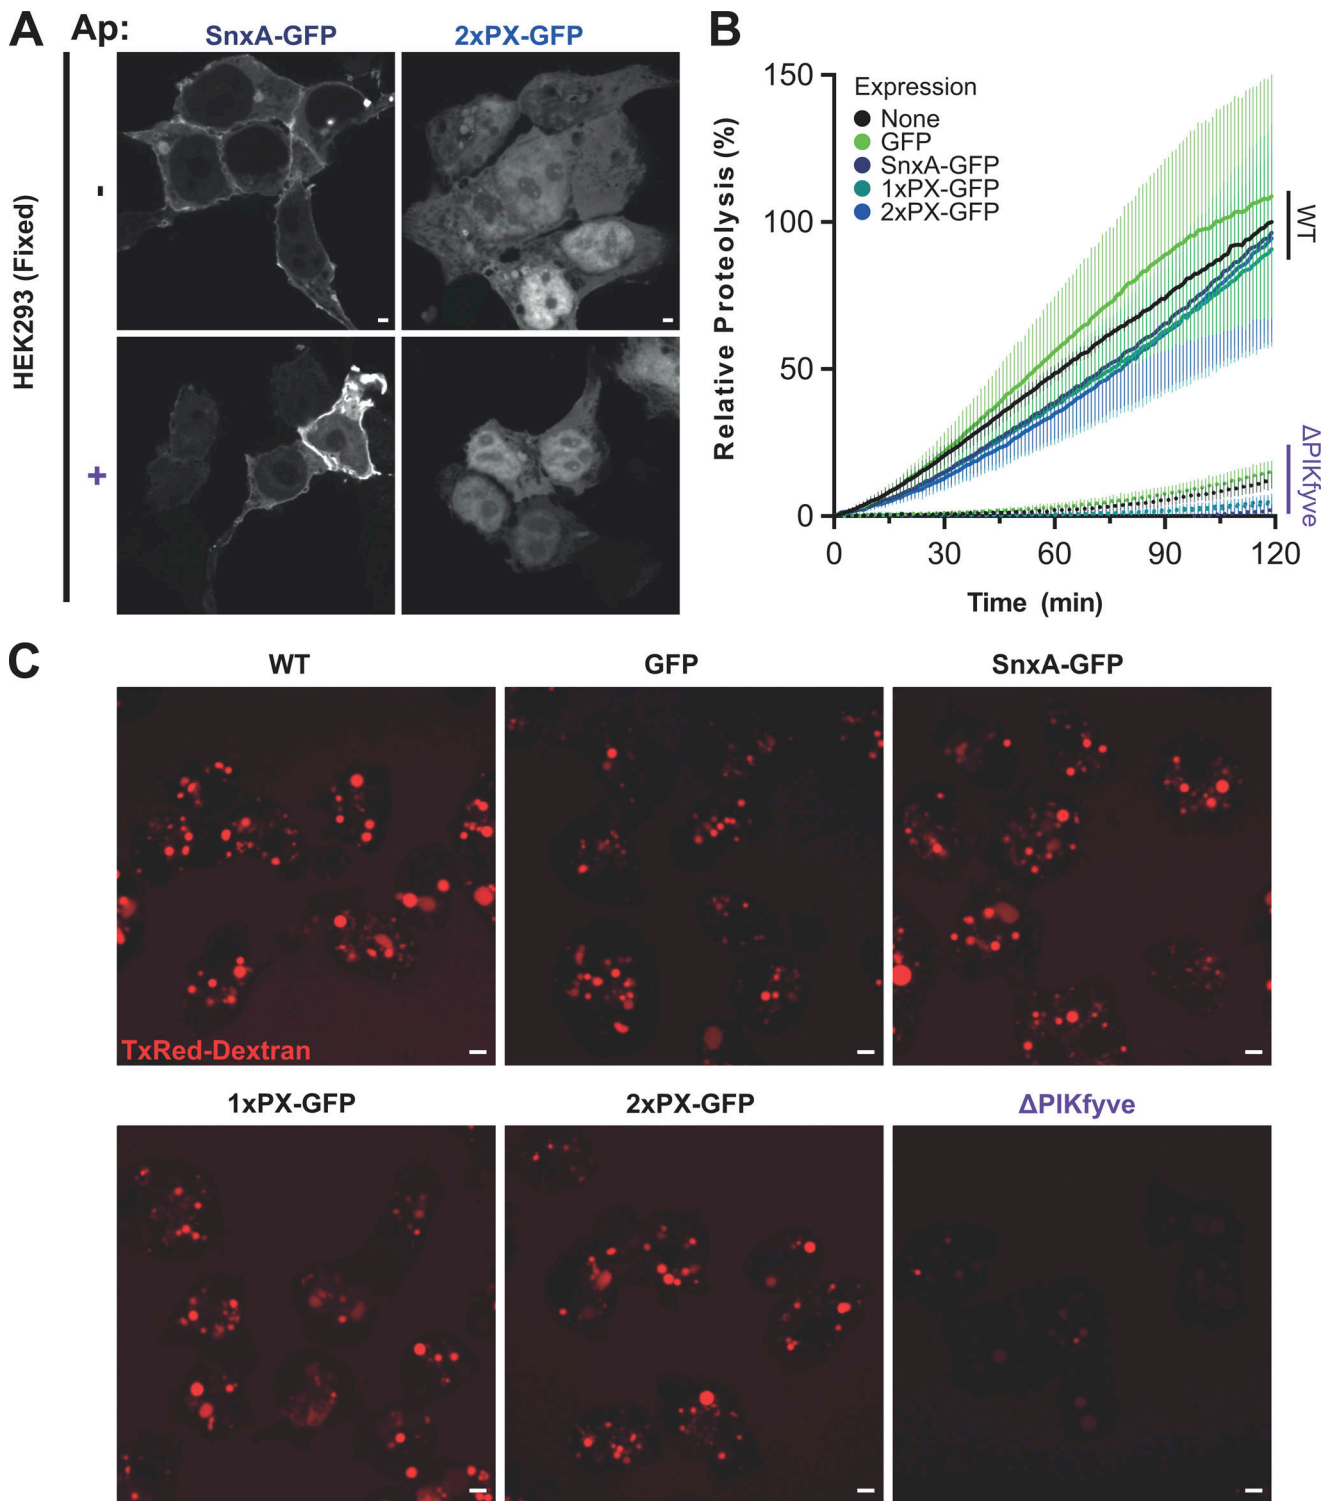 A
Ap:
SnxA-GFP
2xPX-GFP
HEK293 (Fixed)
-
+
B
Relative Proteolysis (%)
150
100
50
0
Expression
None
GFP
SnxA-GFP
1xPX-GFP
2xPX-GFP
WT
ΔPIKfyve
0
30
60
90
120
Time (min)
C
WT
GFP
SnxA-GFP
TxRed-Dextran
1xPX-GFP
2xPX-GFP
ΔPIKfyve